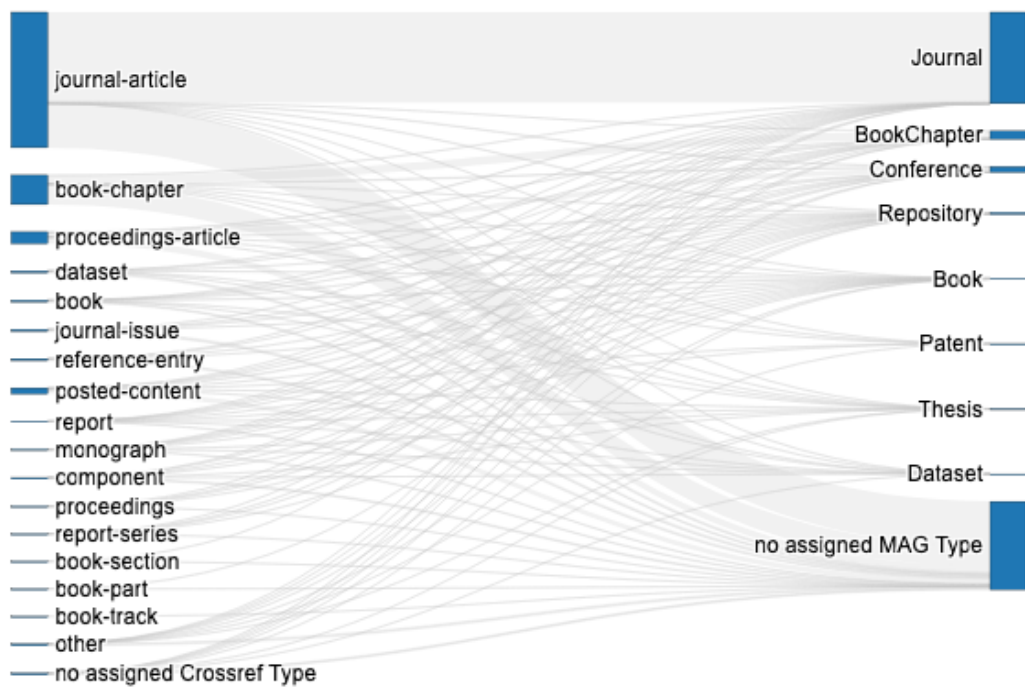 journal-article
book-chapter
proceedings-article
dataset
book
journal-issue
reference-entry
posted-content
report
monograph
component
proceedings
report-series
book-section
book-part
book-track
other
no assigned Crossref Type
Journal
BookChapter
Conference
Repository
Book
Patent
Thesis
Dataset
no assigned MAG Type